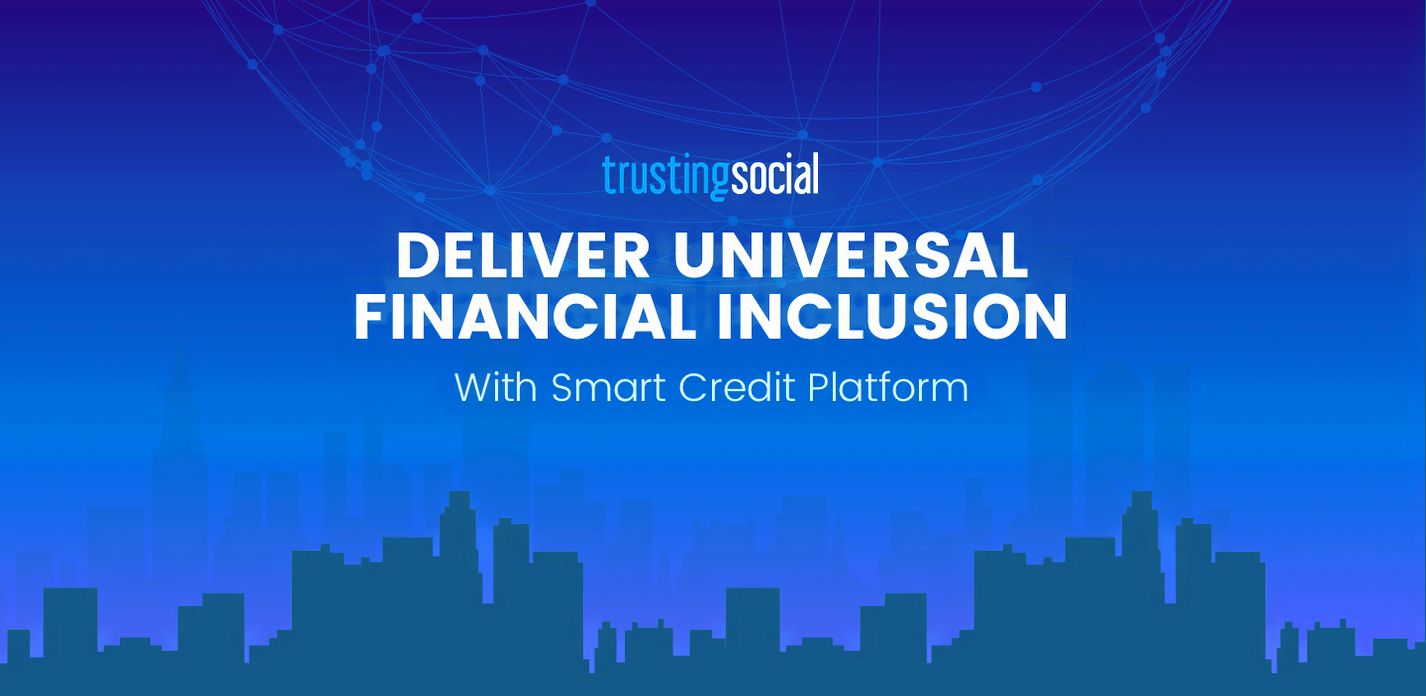 trustingsocial
DELIVER UNIVERSAL
FINANCIAL INCLUSION
With Smart Credit Platform